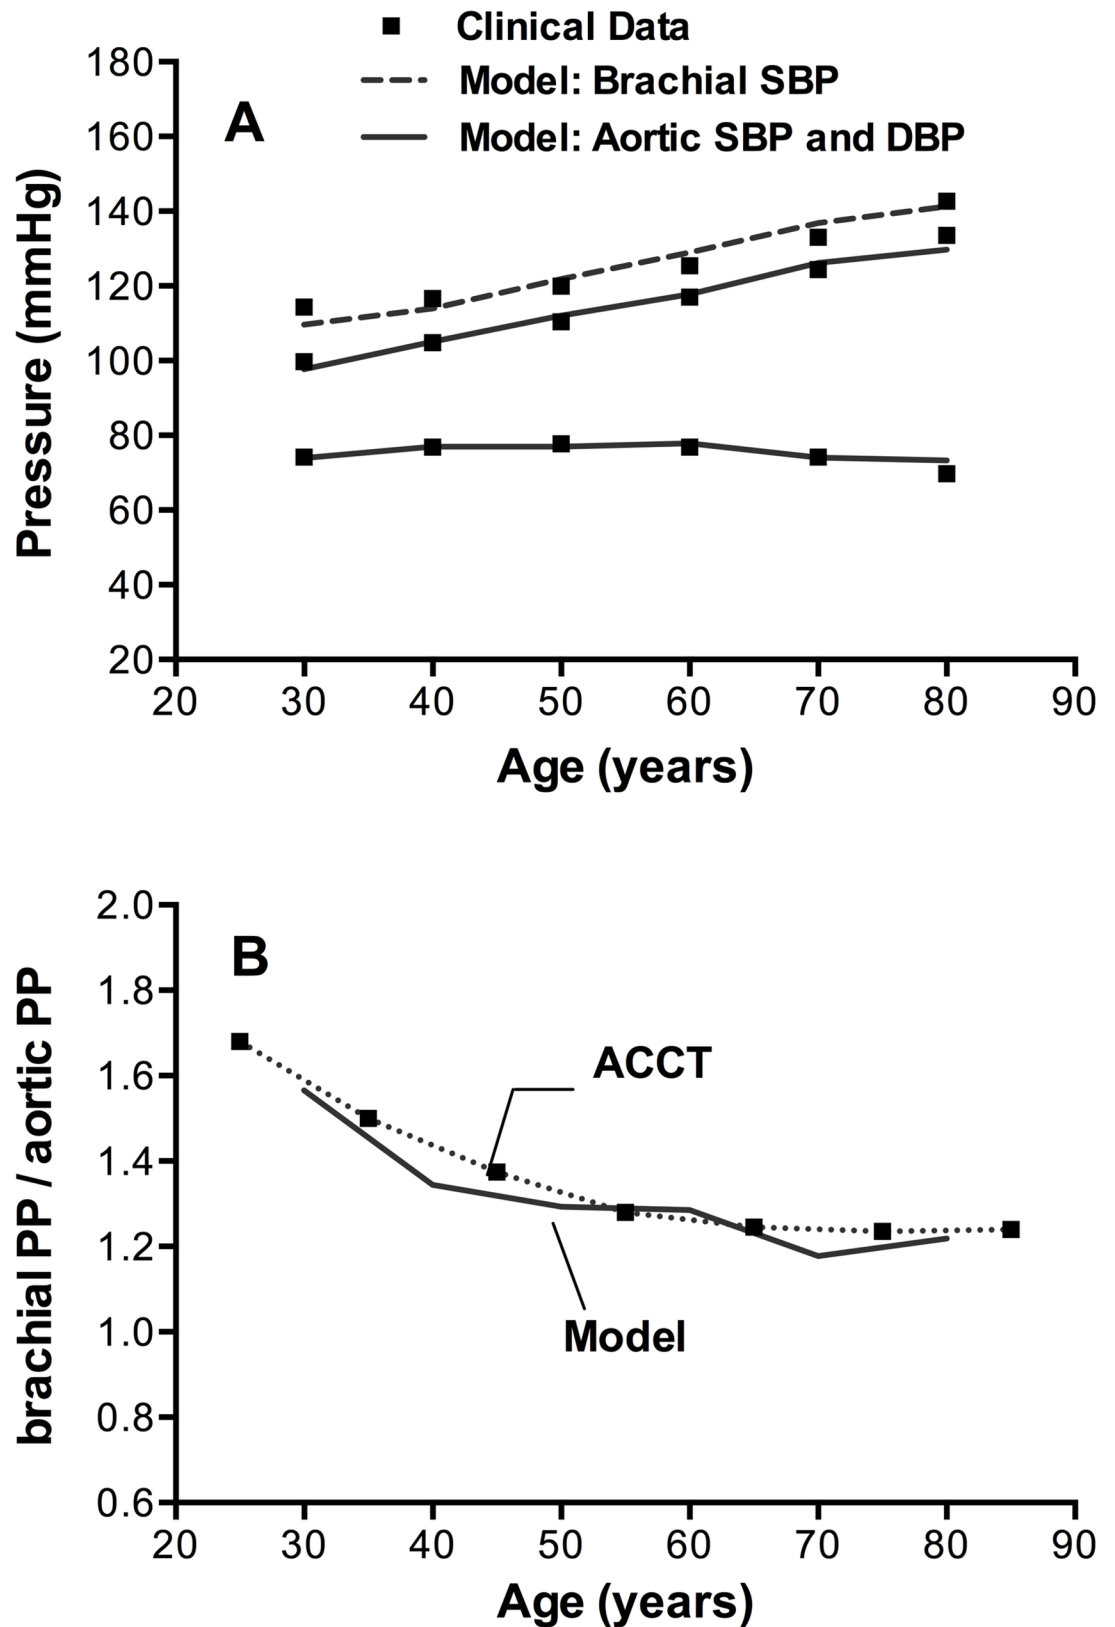 Clinical Data
Model: Brachial SBP
Model: Aortic SBP and DBP
A
Pressure (mmHg)
180
160
140
120
100
80
60
40
20
20 30 40 50 60 70 80 90
Age (years)
B
brachial PP / aortic PP
2.0
1.8
1.6
1.4
1.2
1.0
0.8
0.6
ACCT
Model
20 30 40 50 60 70 80 90
Age (years)